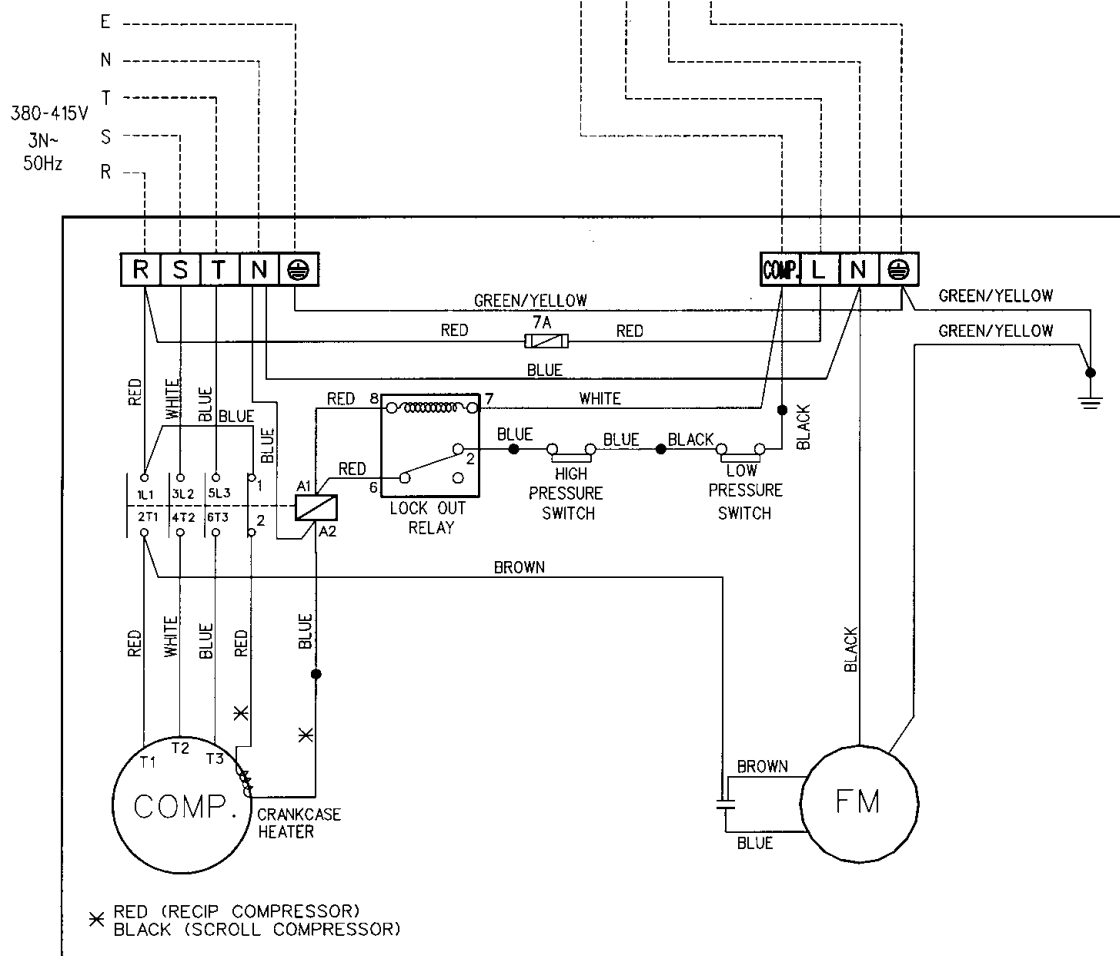 E
N
T
380-415V
S
3N~
50Hz
R
R S T N
COMP. L N
GREEN/YELLOW
GREEN/YELLOW
7A
RED
RED
GREEN/YELLOW
BLUE
RED
WHITE
BLUE
BLUE
BLUE
RED
8
7
WHITE
BLACK
RED
6
2
BLUE
BLUE
BLACK
HIGH
PRESSURE
SWITCH
LOW
PRESSURE
SWITCH
LOCK OUT
RELAY
1L1
3L2
5L3
1
2T1
4T2
6T3
2
A1
A2
BROWN
RED
WHITE
BLUE
RED
BLUE
BLACK
T1
T2
T3
COMP.
CRANKCASE
HEATER
BROWN
FM
BLUE
RED (RECIP COMPRESSOR)
BLACK (SCROLL COMPRESSOR)